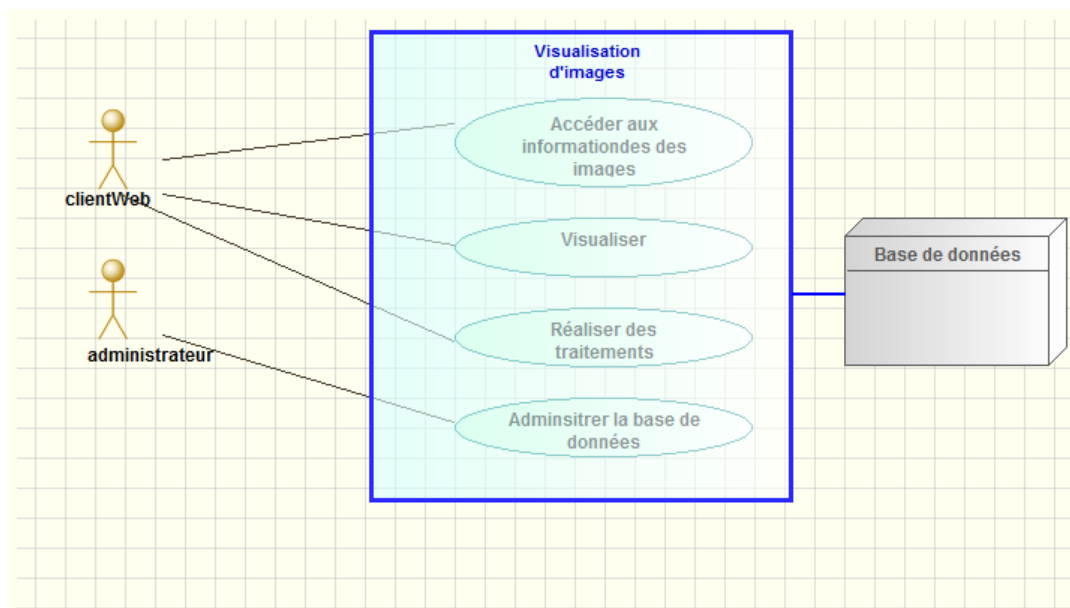 Visualisation
d'images
Accéder aux
informationdes des
images
clientWeb
Visualiser
Base de données
Réaliser des
traitements
administrateur
Adminsitrer la base de
données